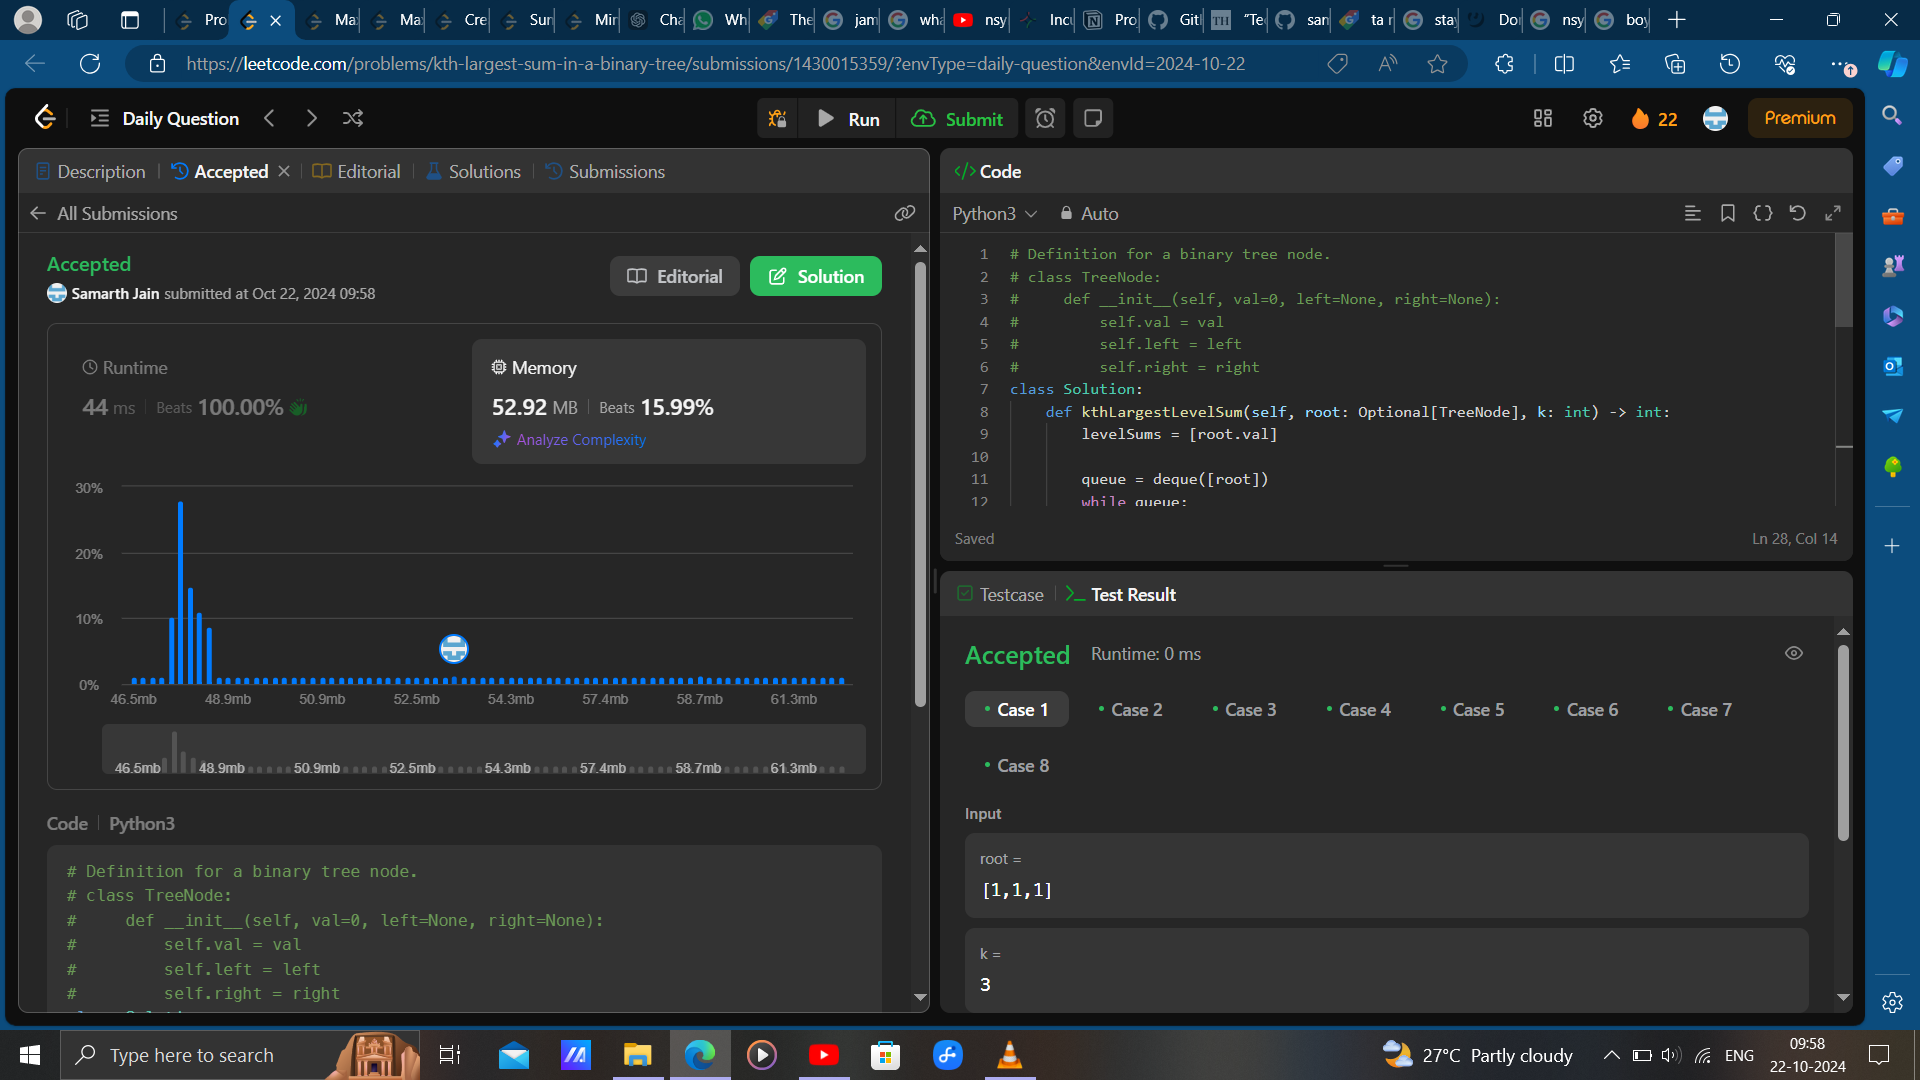 Pro
Ma
Ma
Cre
Sun
Min
Cha
Wh
The
jam
wha
nsy
Inc
Pro
Git
TH "Te
san
ta r
sta
Do
nsy
boy
https://leetcode.com/problems/kth-largest-sum-in-a-binary-tree/submissions/1430015359/?envType=daily-question&envId=2024-10-22
Daily Question
Run
Submit
22
Premium
Description
Accepted
Editorial
Solutions
Submissions
All Submissions
Accepted
Samarth Jain submitted at Oct 22, 2024 09:58
Editorial
Solution
Runtime
44 ms
Beats 100.00%
Memory
52.92 MB
Beats 15.99%
Analyze Complexity
30%
20%
10%
0%
46.5mb 48.9mb 50.9mb 52.5mb 54.3mb 57.4mb 58.7mb 61.3mb
46.5mb 48.9mb 50.9mb 52.5mb 54.3mb 57.4mb 58.7mb 61.3mb
Code
Python3
# Definition for a binary tree node.
# class TreeNode:
#     def __init__(self, val=0, left=None, right=None):
#         self.val = val
#         self.left = left
#         self.right = right
Code
Python3
Auto
1 # Definition for a binary tree node.
2 # class TreeNode:
3 #     def __init__(self, val=0, left=None, right=None):
4 #         self.val = val
5 #         self.left = left
6 #         self.right = right
7 class Solution:
8     def kthLargestLevelSum(self, root: Optional[TreeNode], k: int) -> int:
9         levelSums = [root.val]
10
11         queue = deque([root])
12         while queue:
Saved
Ln 28, Col 14
Testcase
Test Result
Accepted
Runtime: 0 ms
Case 1
Case 2
Case 3
Case 4
Case 5
Case 6
Case 7
Case 8
Input
root =
[1,1,1]
k =
3
Type here to search
27°C Partly cloudy
ENG
09:58
22-10-2024